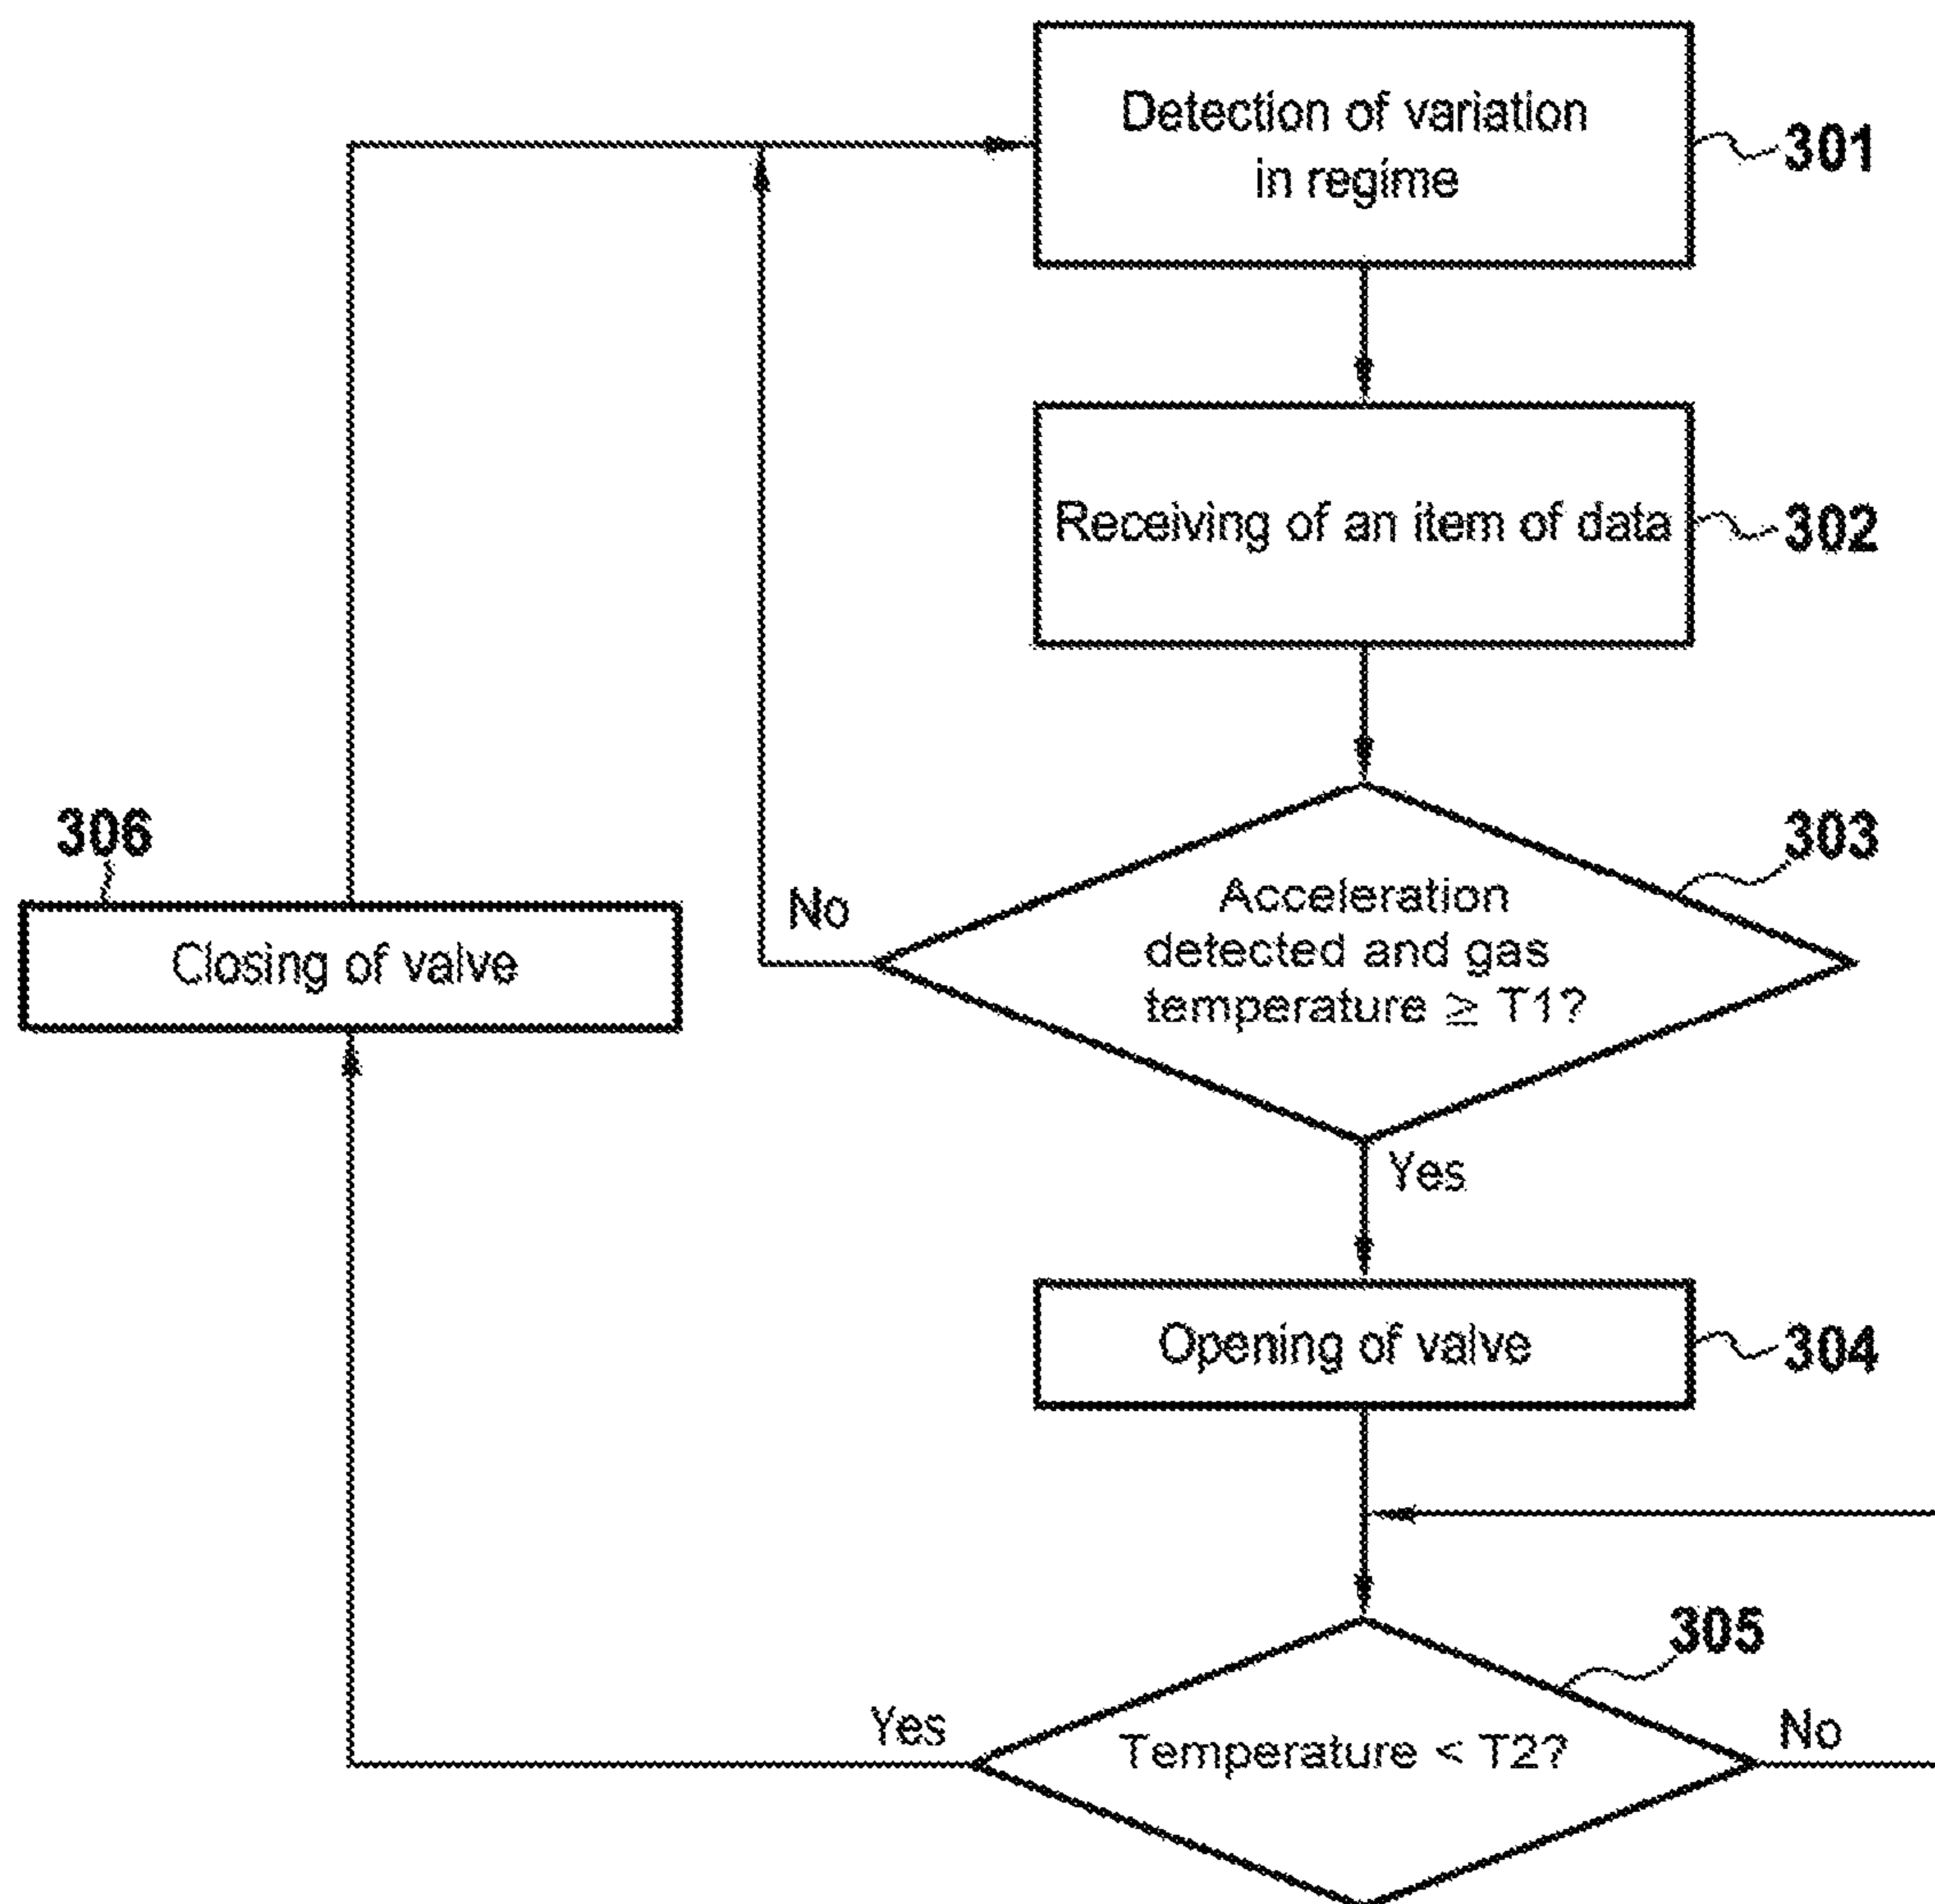 Detection of variation
in regime
301
Receiving of an item of data
302
306
303
Closing of valve
No
Acceleration
detected and gas
temperature ≥ T1?
Yes
Opening of valve
304
305
Yes
Temperature < T2?
No